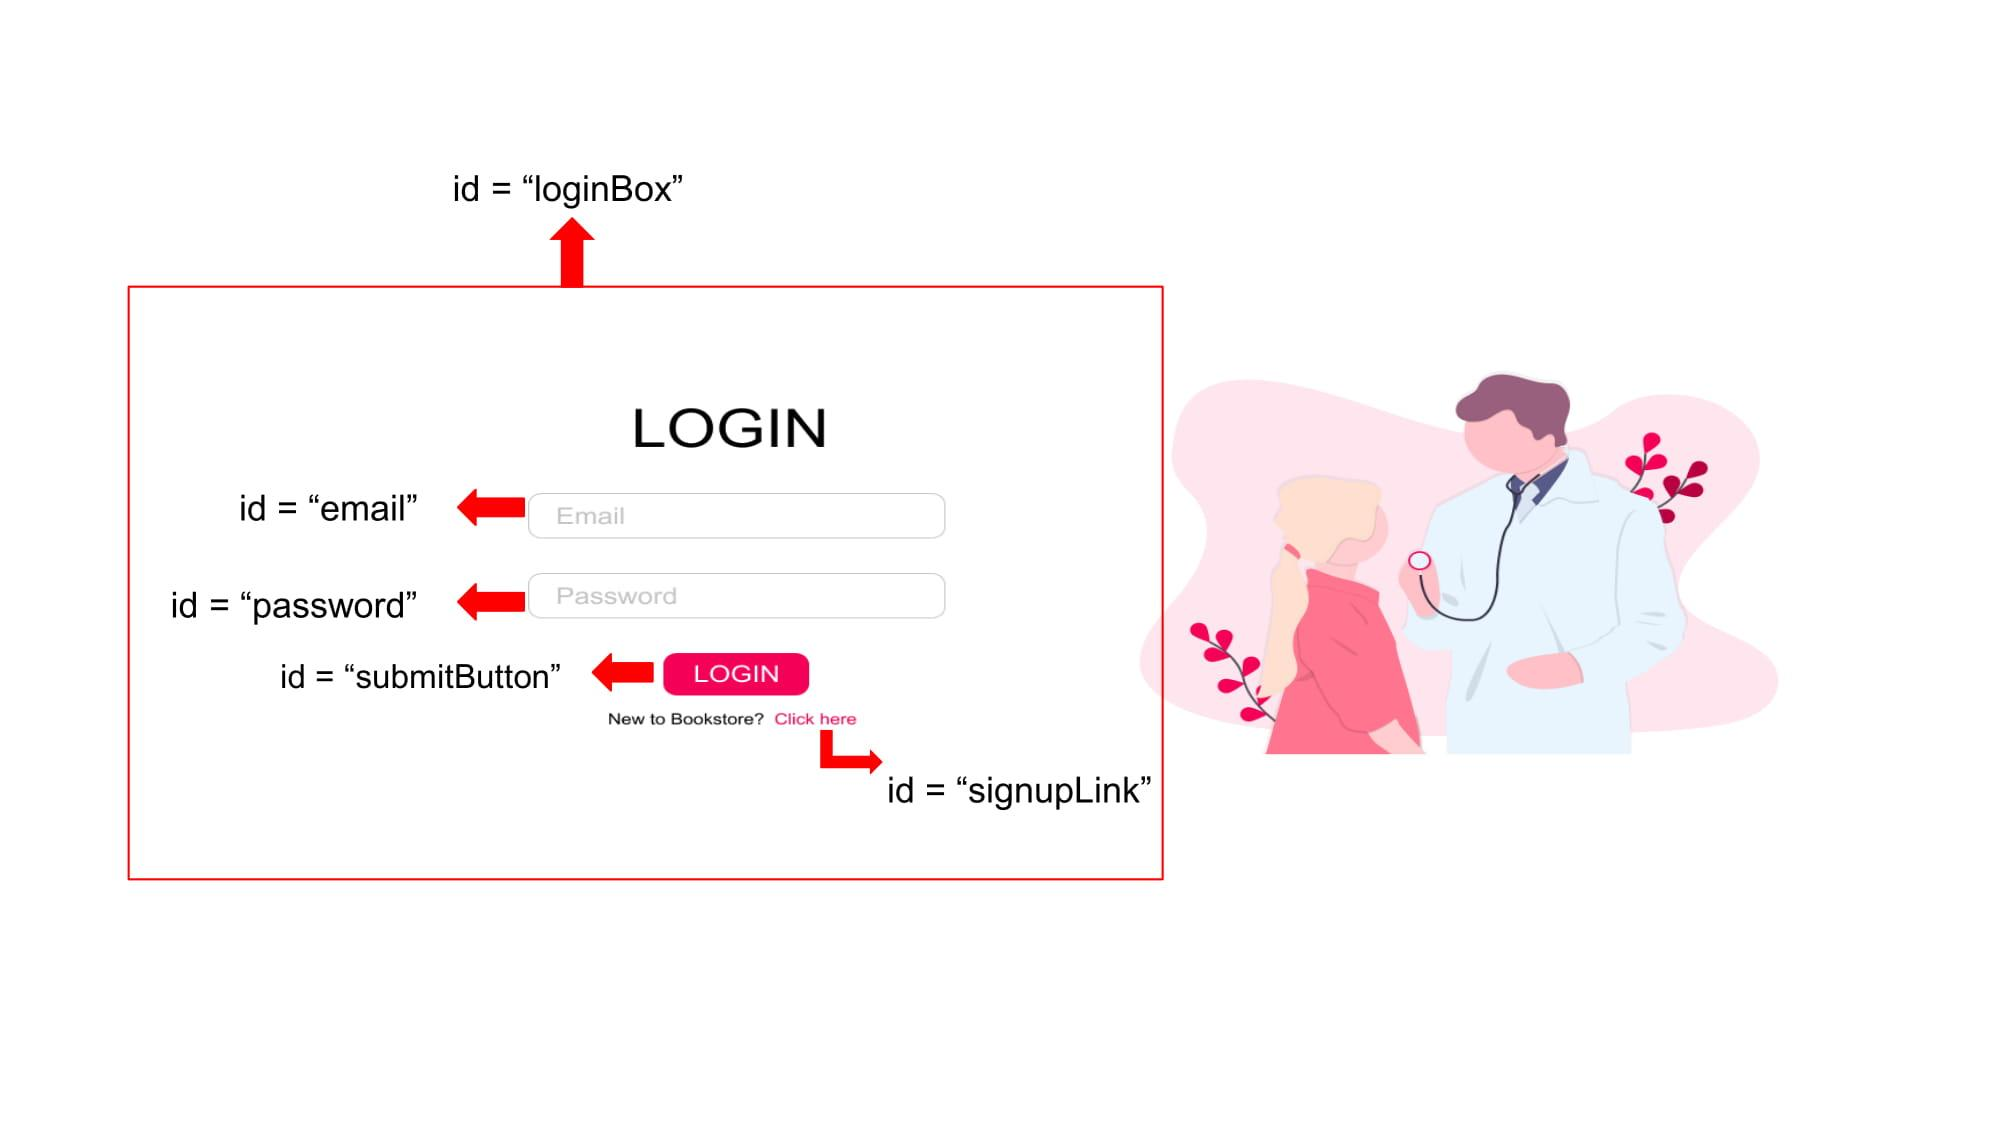 id = “loginBox”
LOGIN
id = “email”
Email
id = “password”
Password
id = “submitButton”
LOGIN
New to Bookstore? Click here
id = “signupLink”